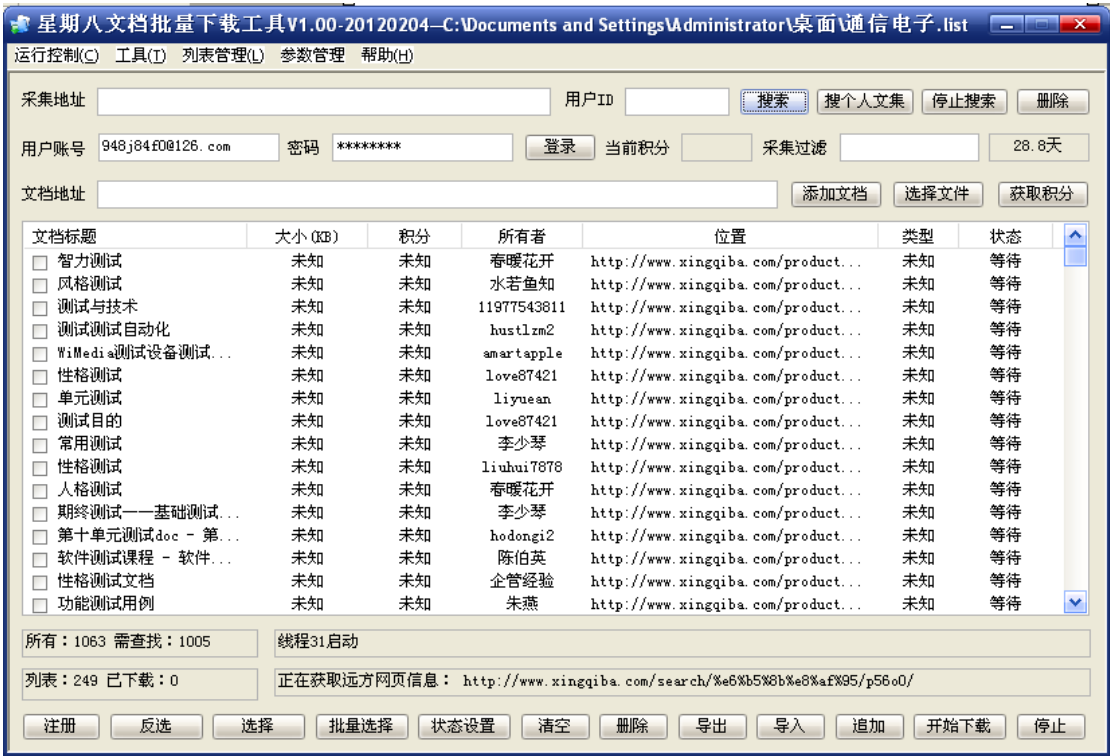 星期八文档批量下载工具V1.00-20120204—C:\Documents and Settings\Administrator\桌面\通信电子.list
运行控制(C) 工具(T) 列表管理(L) 参数管理 帮助(H)
采集地址 用户ID 搜索 搜个人文集 停止搜索 删除
用户账号 948j84f0@126.com 密码 ******** 登录 当前积分 采集过滤 28.8天
文档地址 添加文档 选择文件 获取积分
文档标题 大小(KB) 积分 所有者 位置 类型 状态
智力测试 未知 未知 春暖花开 http://www.xingqiba.com/product... 未知 等待
风格测试 未知 未知 水若鱼知 http://www.xingqiba.com/product... 未知 等待
测试与技术 未知 未知 11977543811 http://www.xingqiba.com/product... 未知 等待
测试测试自动化 未知 未知 hustlzm2 http://www.xingqiba.com/product... 未知 等待
WiMedia测试设备测试... 未知 未知 amartapple http://www.xingqiba.com/product... 未知 等待
性格测试 未知 未知 love87421 http://www.xingqiba.com/product... 未知 等待
单元测试 未知 未知 liyuean http://www.xingqiba.com/product... 未知 等待
测试目的 未知 未知 love87421 http://www.xingqiba.com/product... 未知 等待
常用测试 未知 未知 李少琴 http://www.xingqiba.com/product... 未知 等待
性格测试 未知 未知 liuhui7878 http://www.xingqiba.com/product... 未知 等待
人格测试 未知 未知 春暖花开 http://www.xingqiba.com/product... 未知 等待
期终测试——基础测试... 未知 未知 李少琴 http://www.xingqiba.com/product... 未知 等待
第十单元测试doc - 第... 未知 未知 hodongi2 http://www.xingqiba.com/product... 未知 等待
软件测试课程 - 软件... 未知 未知 陈伯英 http://www.xingqiba.com/product... 未知 等待
性格测试文档 未知 未知 企管经验 http://www.xingqiba.com/product... 未知 等待
功能测试用例 未知 未知 朱燕 http://www.xingqiba.com/product... 未知 等待
所有：1063 需查找：1005 线程31启动
列表：249 已下载：0 正在获取远方网页信息： http://www.xingqiba.com/search/%e6%b5%8b%e8%af%95/p56o0/
注册 反选 选择 批量选择 状态设置 清空 删除 导出 导入 追加 开始下载 停止